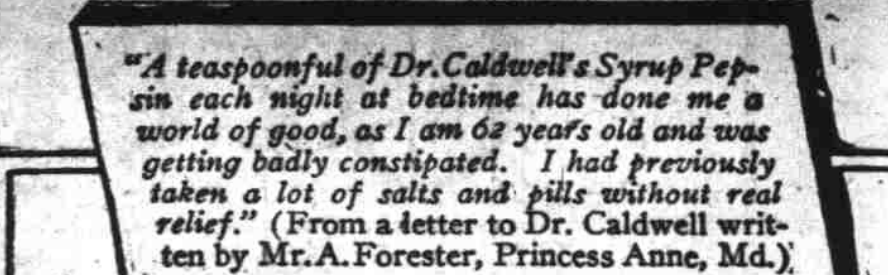 "A teaspoonful of Dr. Caldwell's Syrup Pep-
sin each night at bedtime has done me a
world of good, as I am 62 years old and was
getting badly constipated. I had previously
taken a lot of salts and pills without real
relief." (From a letter to Dr. Caldwell writ-
ten by Mr. A. Forester, Princess Anne, Md.)